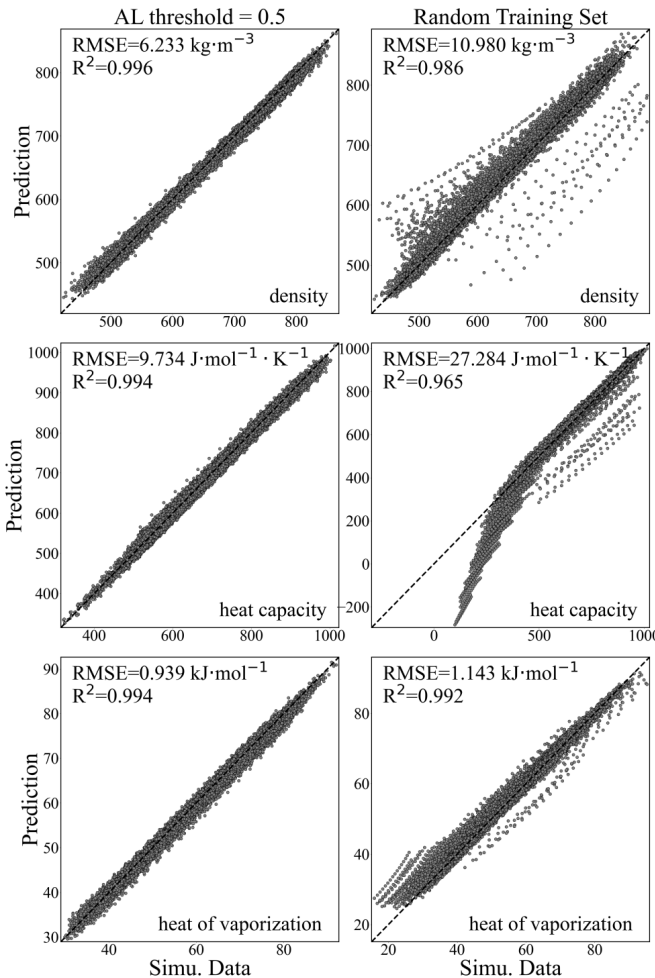 AL threshold = 0.5
Random Training Set
RMSE=6.233 kg·m⁻³
R²=0.996
800
700
600
500
Prediction
density
500 600 700 800
RMSE=10.980 kg·m⁻³
R²=0.986
800
700
600
500
density
500 600 700 800
RMSE=9.734 J·mol⁻¹ · K⁻¹
R²=0.994
1000
900
800
700
600
500
400
Prediction
heat capacity
400 600 800 1000
RMSE=27.284 J·mol⁻¹ · K⁻¹
R²=0.965
1000
800
600
400
200
0
−200
heat capacity
0 500 1000
RMSE=0.939 kJ·mol⁻¹
R²=0.994
90
80
70
60
50
40
30
Prediction
heat of vaporization
40 60 80
Simu. Data
RMSE=1.143 kJ·mol⁻¹
R²=0.992
80
60
40
20
heat of vaporization
20 40 60 80
Simu. Data